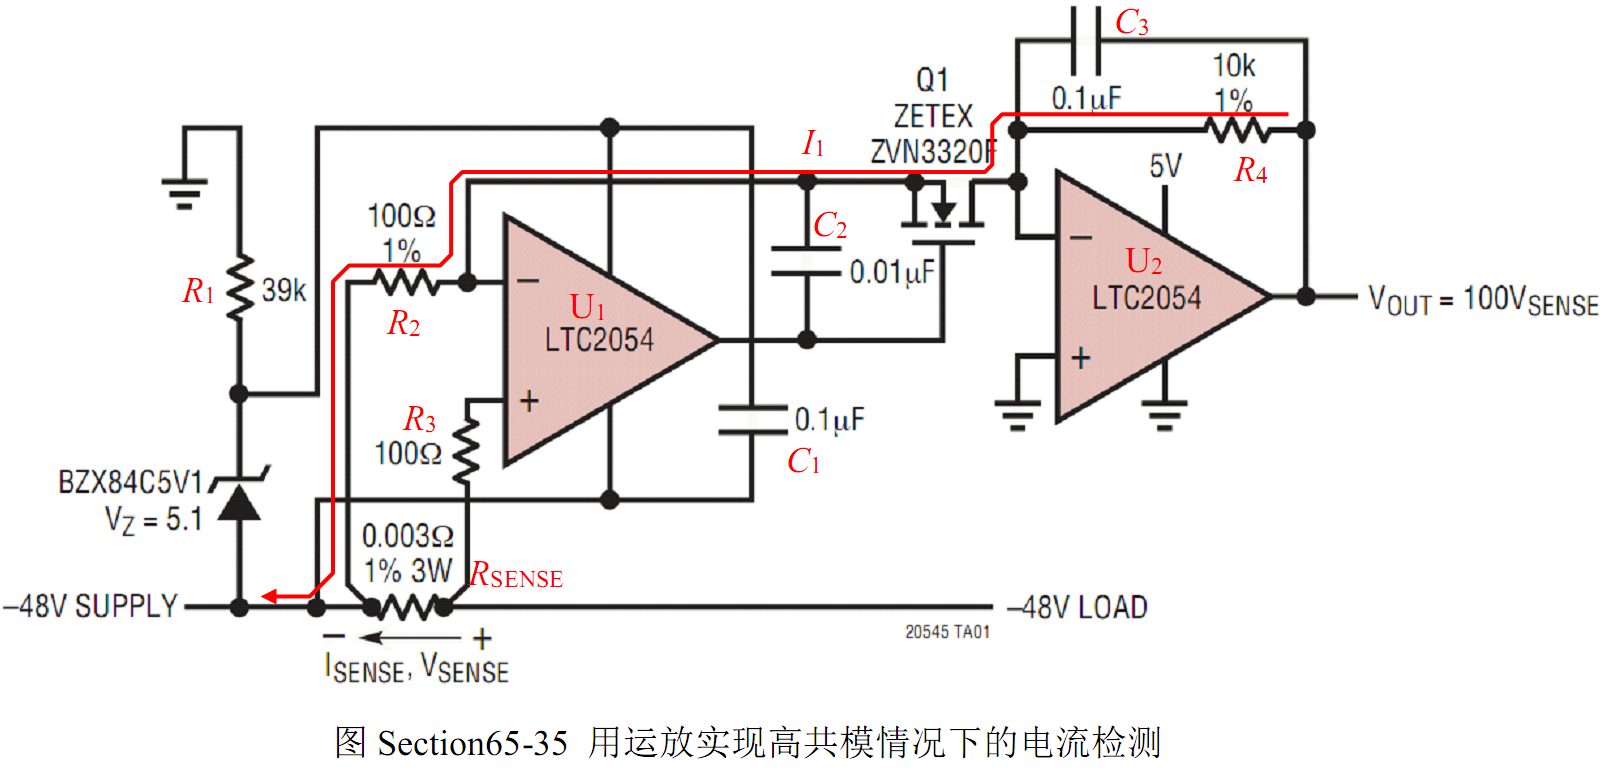 C3
Q1
ZETEX
ZVN3320F
0.1µF
10k
1%
R4
I1
5V
100Ω
1%
R2
C2
0.01µF
R1
39k
U1
LTC2054
U2
LTC2054
VOUT = 100VSENSE
R3
100Ω
0.1µF
C1
BZX84C5V1
VZ = 5.1
0.003Ω
1% 3W
RSENSE
–48V SUPPLY
–48V LOAD
20545 TA01
− +
ISENSE, VSENSE
图 Section65-35 用运放实现高共模情况下的电流检测